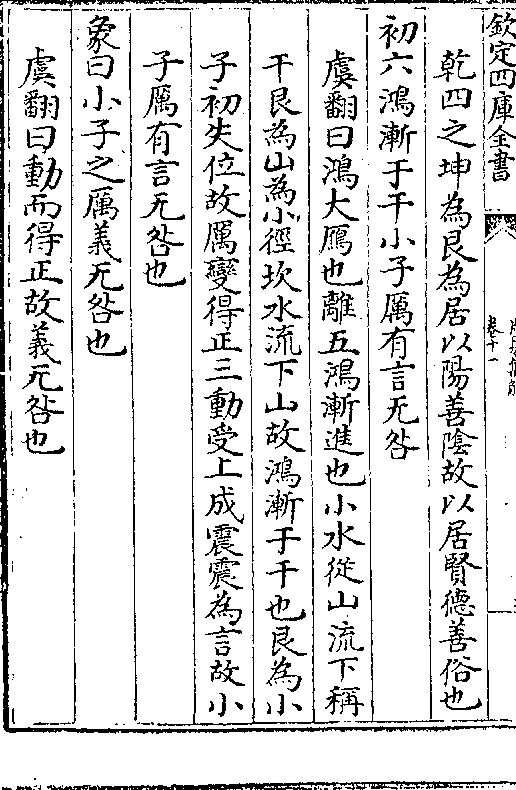 欽定四庫全書
卷十一
乾四之坤為艮為居以陽善隂故以居賢德善俗也
初六鴻漸于干小子厲有言无咎
虞翻曰鴻大鴈也離五鴻漸進也小水從山流下稱
干艮為山為小徑坎水流下山故鴻漸于干也艮為小
子初失位故厲變得正三動受上成震震為言故小
子厲有言无咎也
象曰小子之厲義无咎也
虞翻曰動而得正故義无咎也